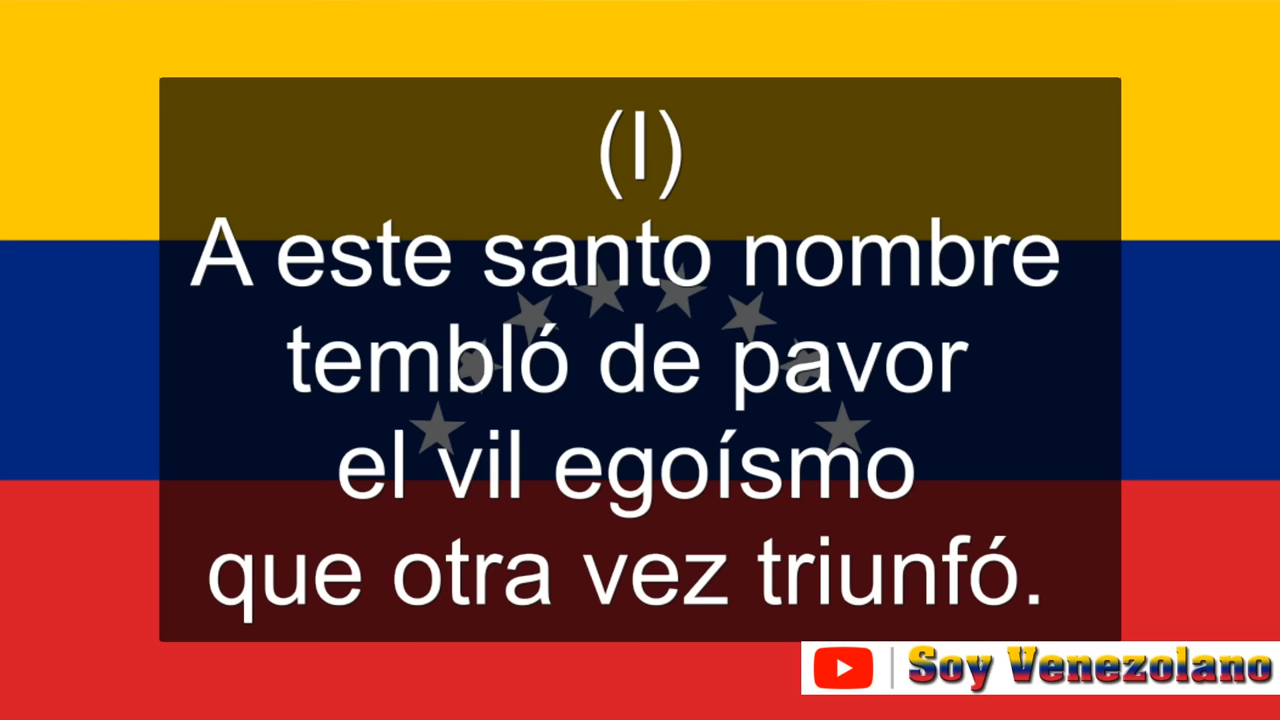 (I)
A este santo nombre
tembló de pavor
el vil egoísmo
que otra vez triunfó.
Soy Venezolano